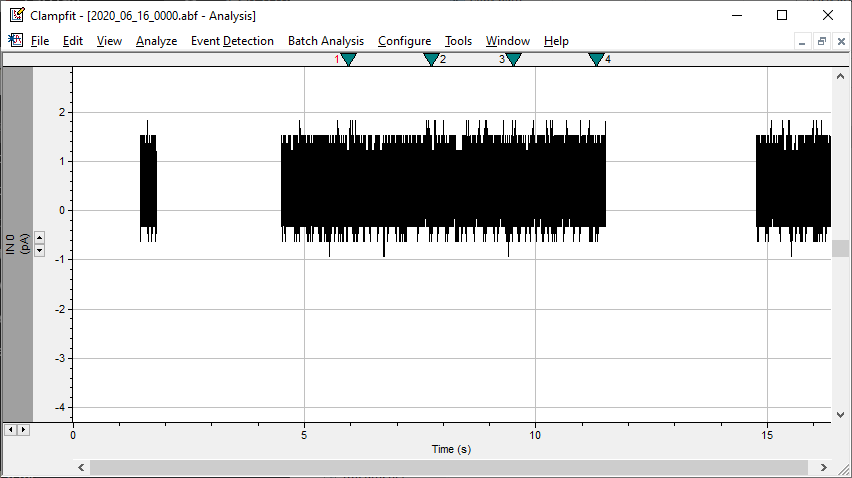 Clampfit - [2020_06_16_0000.abf - Analysis]
File Edit View Analyze Event Detection Batch Analysis Configure Tools Window Help
1 2 3 4
IN 0
(pA)
2
1
0
-1
-2
-3
-4
0 5 10 15
Time (s)